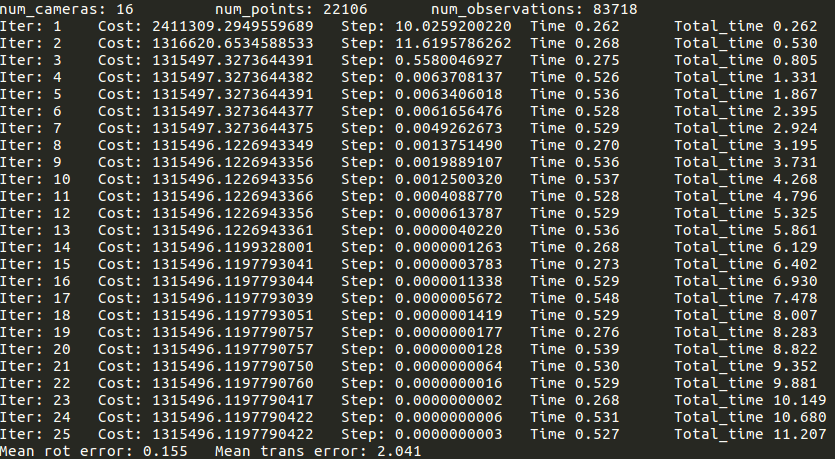 num_cameras: 16 num_points: 22106 num_observations: 83718
Iter: 1 Cost: 2411309.2949559689 Step: 10.0259200220 Time 0.262 Total_time 0.262
Iter: 2 Cost: 1316620.6534588533 Step: 11.6195786262 Time 0.268 Total_time 0.530
Iter: 3 Cost: 1315497.3273644391 Step: 0.5580046927 Time 0.275 Total_time 0.805
Iter: 4 Cost: 1315497.3273644382 Step: 0.0063708137 Time 0.526 Total_time 1.331
Iter: 5 Cost: 1315497.3273644391 Step: 0.0063406018 Time 0.536 Total_time 1.867
Iter: 6 Cost: 1315497.3273644377 Step: 0.0061656476 Time 0.528 Total_time 2.395
Iter: 7 Cost: 1315497.3273644375 Step: 0.0049262673 Time 0.529 Total_time 2.924
Iter: 8 Cost: 1315496.1226943349 Step: 0.0013751490 Time 0.270 Total_time 3.195
Iter: 9 Cost: 1315496.1226943356 Step: 0.0019889107 Time 0.536 Total_time 3.731
Iter: 10 Cost: 1315496.1226943356 Step: 0.0012500320 Time 0.537 Total_time 4.268
Iter: 11 Cost: 1315496.1226943366 Step: 0.0004088770 Time 0.528 Total_time 4.796
Iter: 12 Cost: 1315496.1226943356 Step: 0.0000613787 Time 0.529 Total_time 5.325
Iter: 13 Cost: 1315496.1226943361 Step: 0.0000040220 Time 0.536 Total_time 5.861
Iter: 14 Cost: 1315496.1199328001 Step: 0.0000001263 Time 0.268 Total_time 6.129
Iter: 15 Cost: 1315496.1197793041 Step: 0.0000003783 Time 0.273 Total_time 6.402
Iter: 16 Cost: 1315496.1197793044 Step: 0.0000011338 Time 0.529 Total_time 6.930
Iter: 17 Cost: 1315496.1197793039 Step: 0.0000005672 Time 0.548 Total_time 7.478
Iter: 18 Cost: 1315496.1197793051 Step: 0.0000001419 Time 0.529 Total_time 8.007
Iter: 19 Cost: 1315496.1197790757 Step: 0.0000000177 Time 0.276 Total_time 8.283
Iter: 20 Cost: 1315496.1197790757 Step: 0.0000000128 Time 0.539 Total_time 8.822
Iter: 21 Cost: 1315496.1197790750 Step: 0.0000000064 Time 0.530 Total_time 9.352
Iter: 22 Cost: 1315496.1197790760 Step: 0.0000000016 Time 0.529 Total_time 9.881
Iter: 23 Cost: 1315496.1197790417 Step: 0.0000000002 Time 0.268 Total_time 10.149
Iter: 24 Cost: 1315496.1197790422 Step: 0.0000000006 Time 0.531 Total_time 10.680
Iter: 25 Cost: 1315496.1197790422 Step: 0.0000000003 Time 0.527 Total_time 11.207
Mean rot error: 0.155 Mean trans error: 2.041